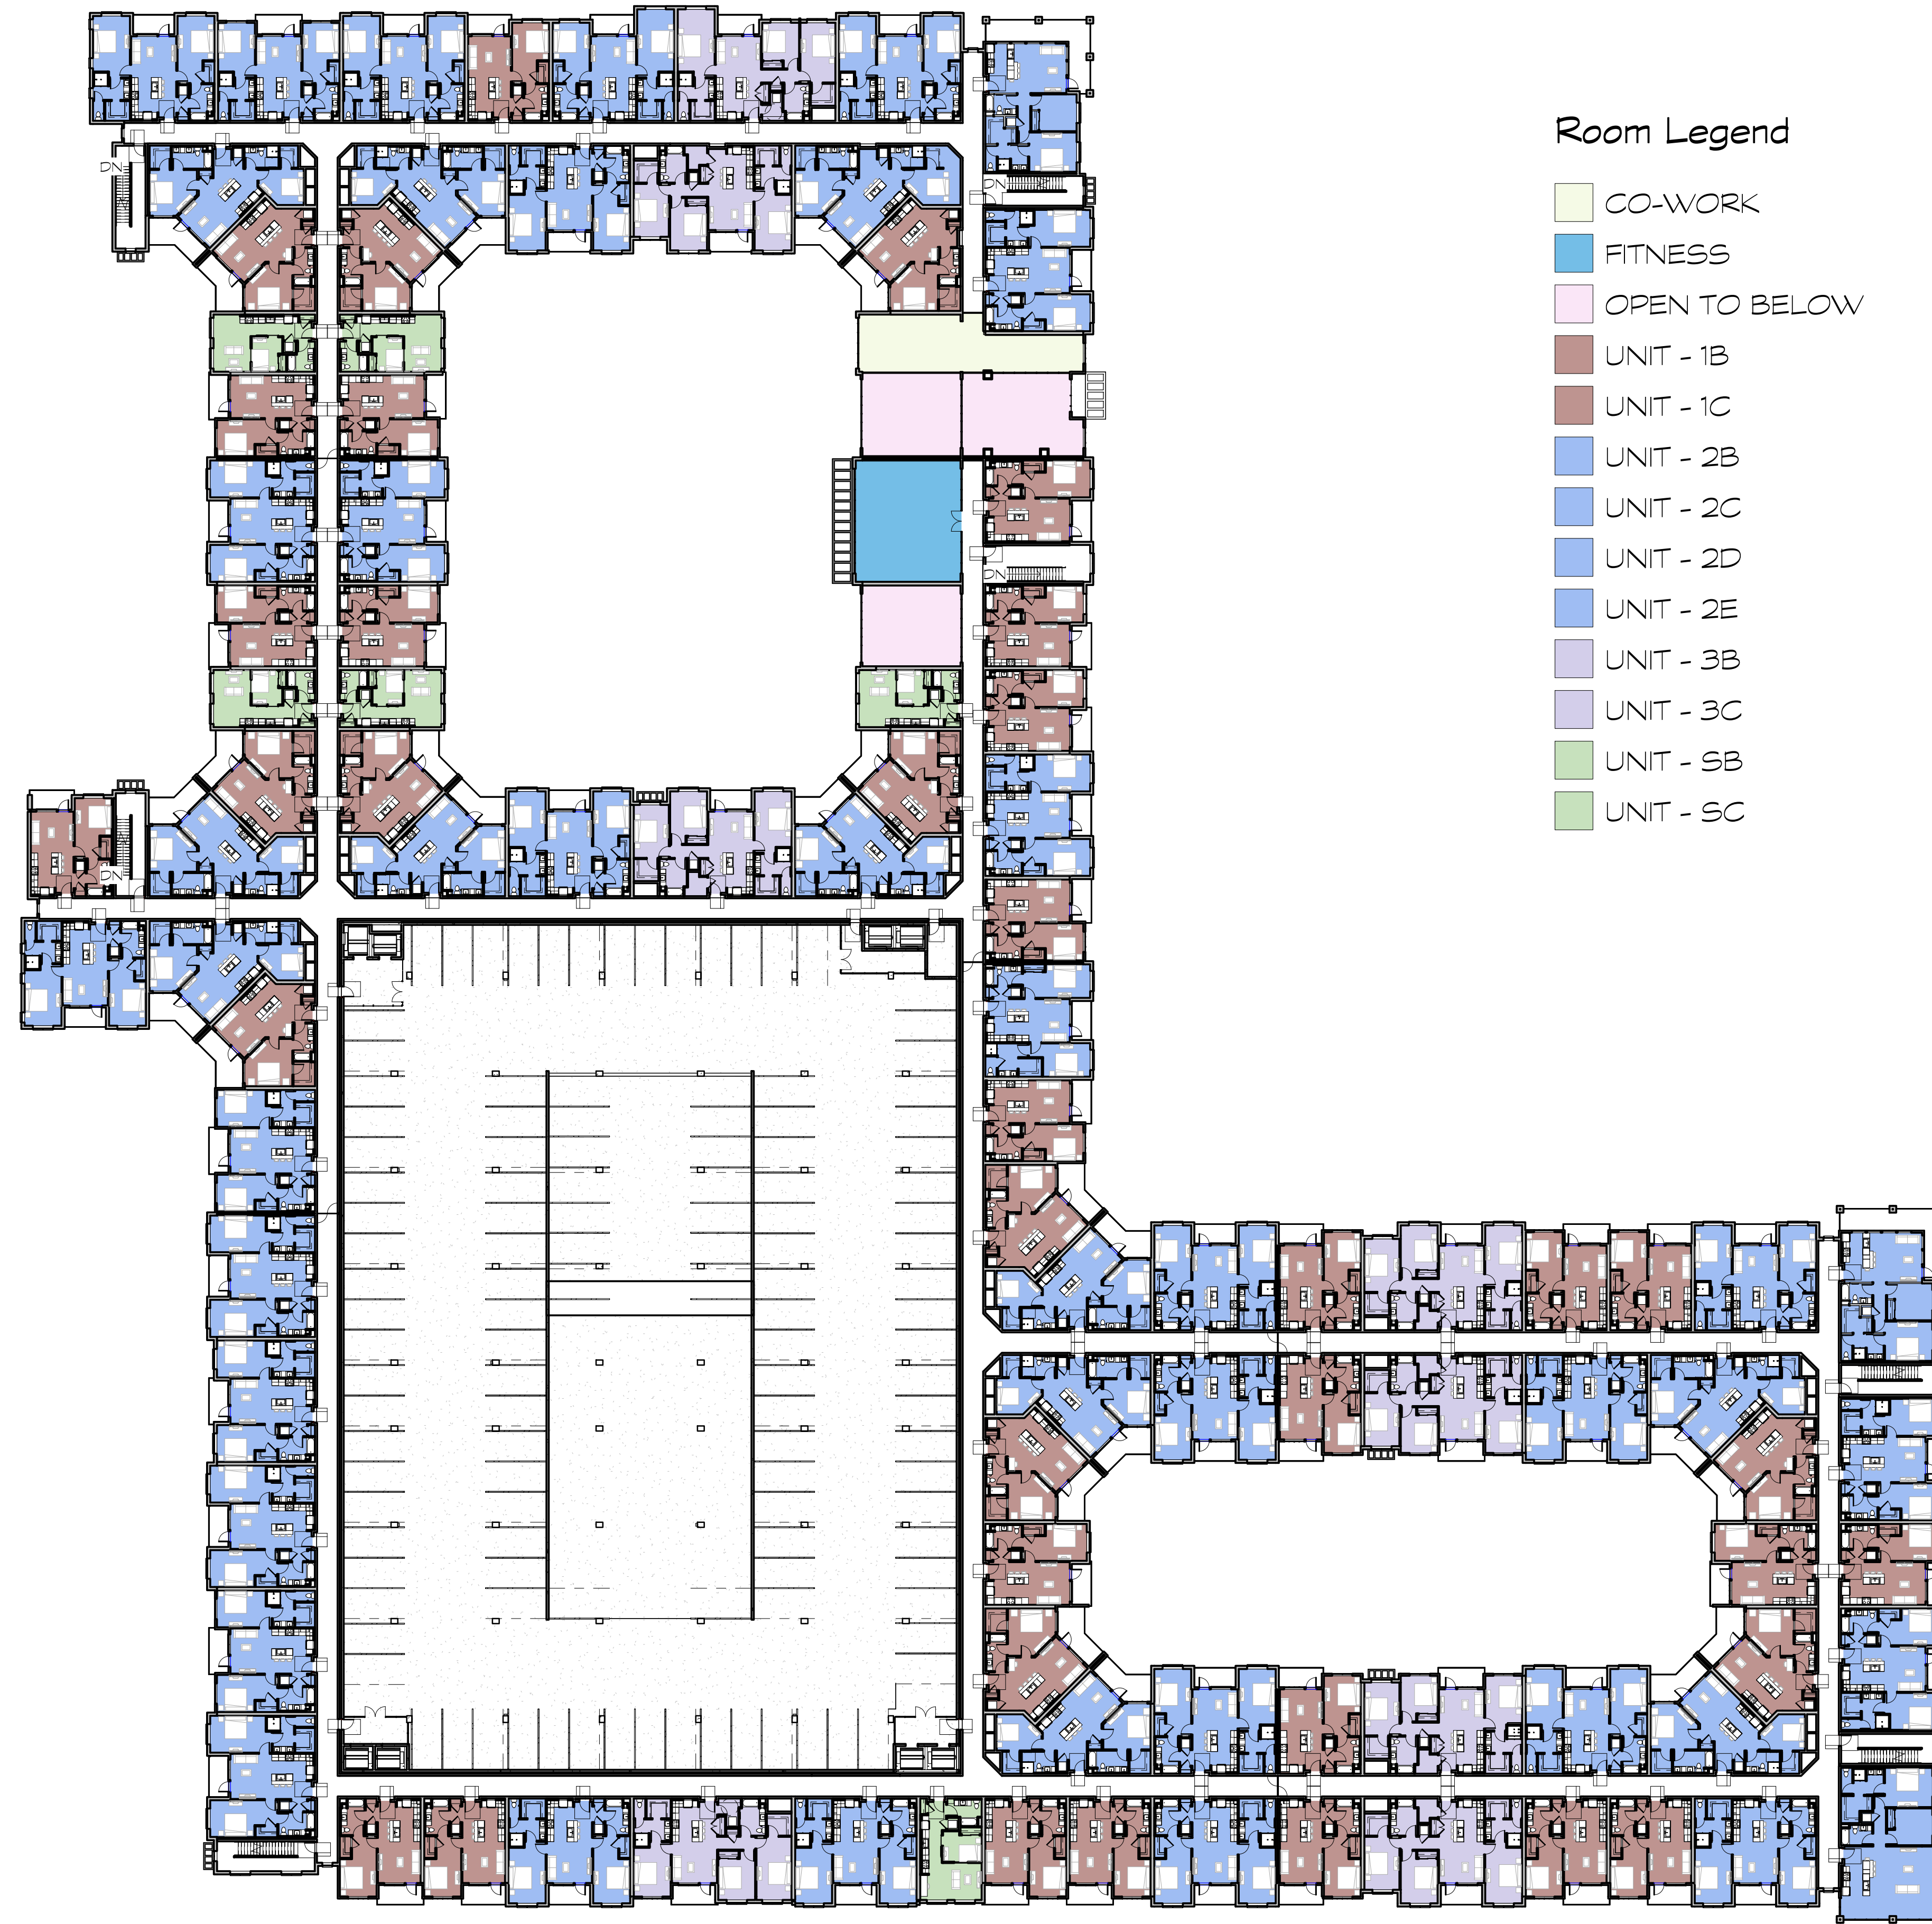 Room Legend
CO-WORK
FITNESS
OPEN TO BELOW
UNIT - 1B
UNIT - 1C
UNIT - 2B
UNIT - 2C
UNIT - 2D
UNIT - 2E
UNIT - 3B
UNIT - 3C
UNIT - SB
UNIT - SC
DN
DN
DN
DN